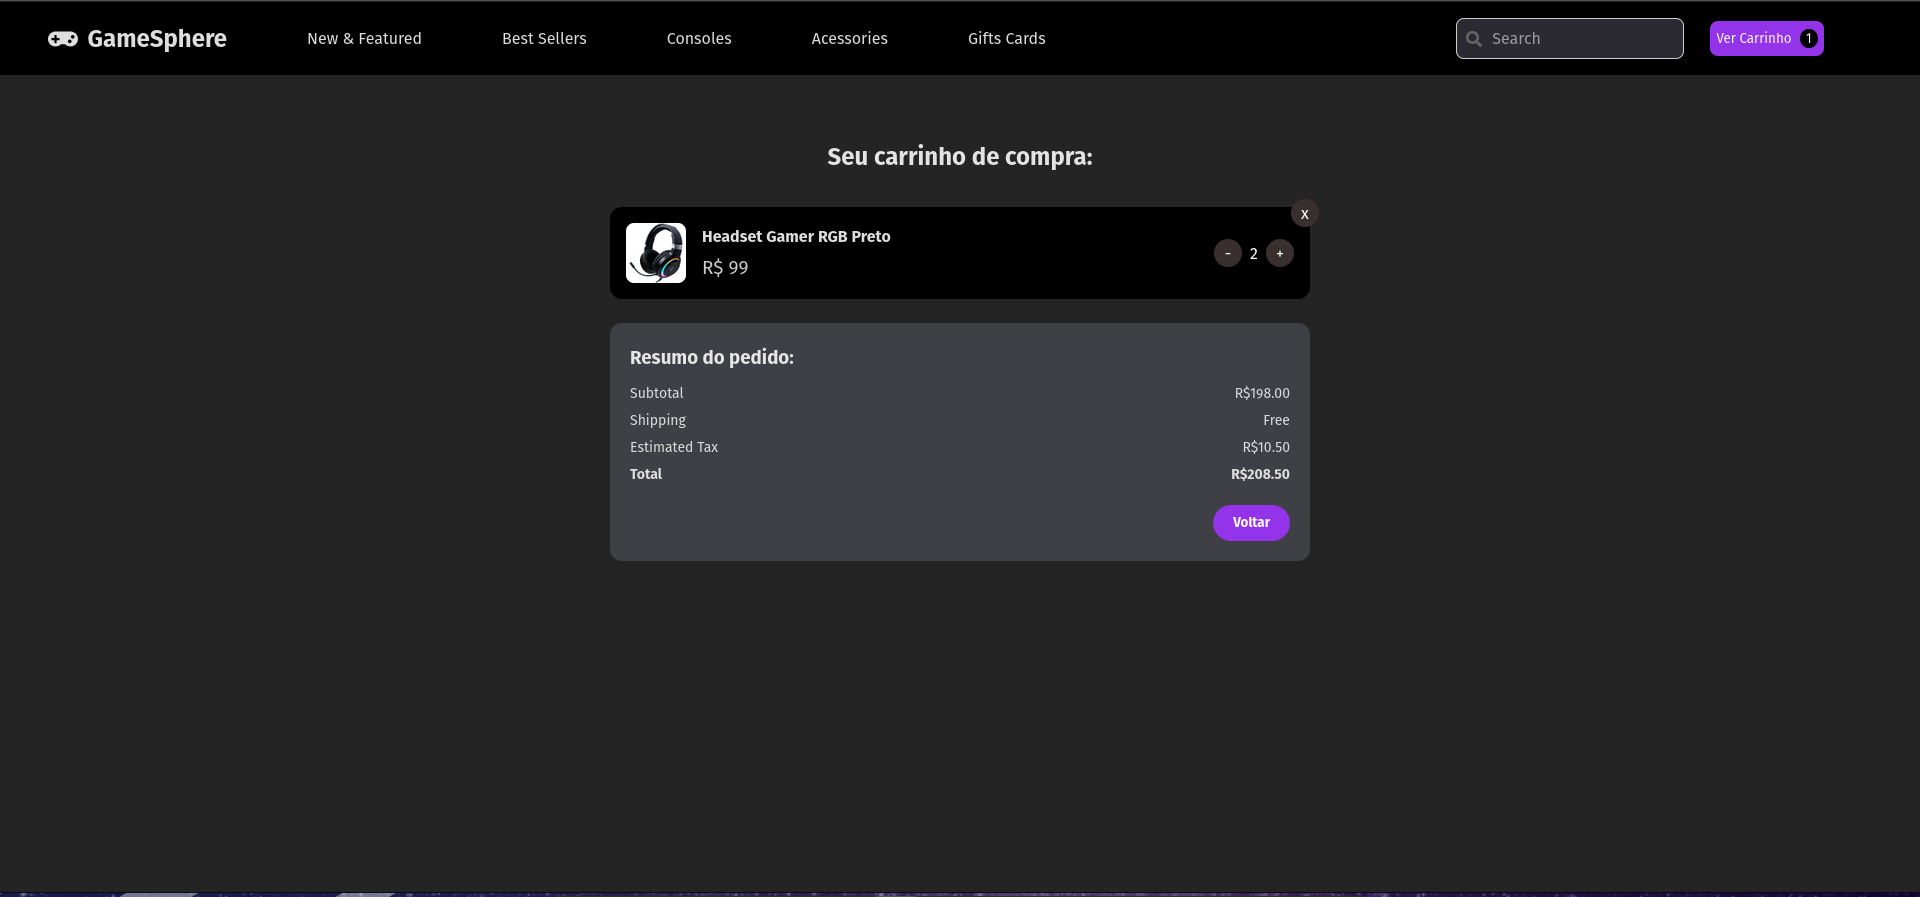 GameSphere
New & Featured
Best Sellers
Consoles
Acessories
Gifts Cards
Search
Ver Carrinho 1
Seu carrinho de compra:
X
Headset Gamer RGB Preto
R$ 99
- 2 +
Resumo do pedido:
Subtotal R$198.00
Shipping Free
Estimated Tax R$10.50
Total R$208.50
Voltar